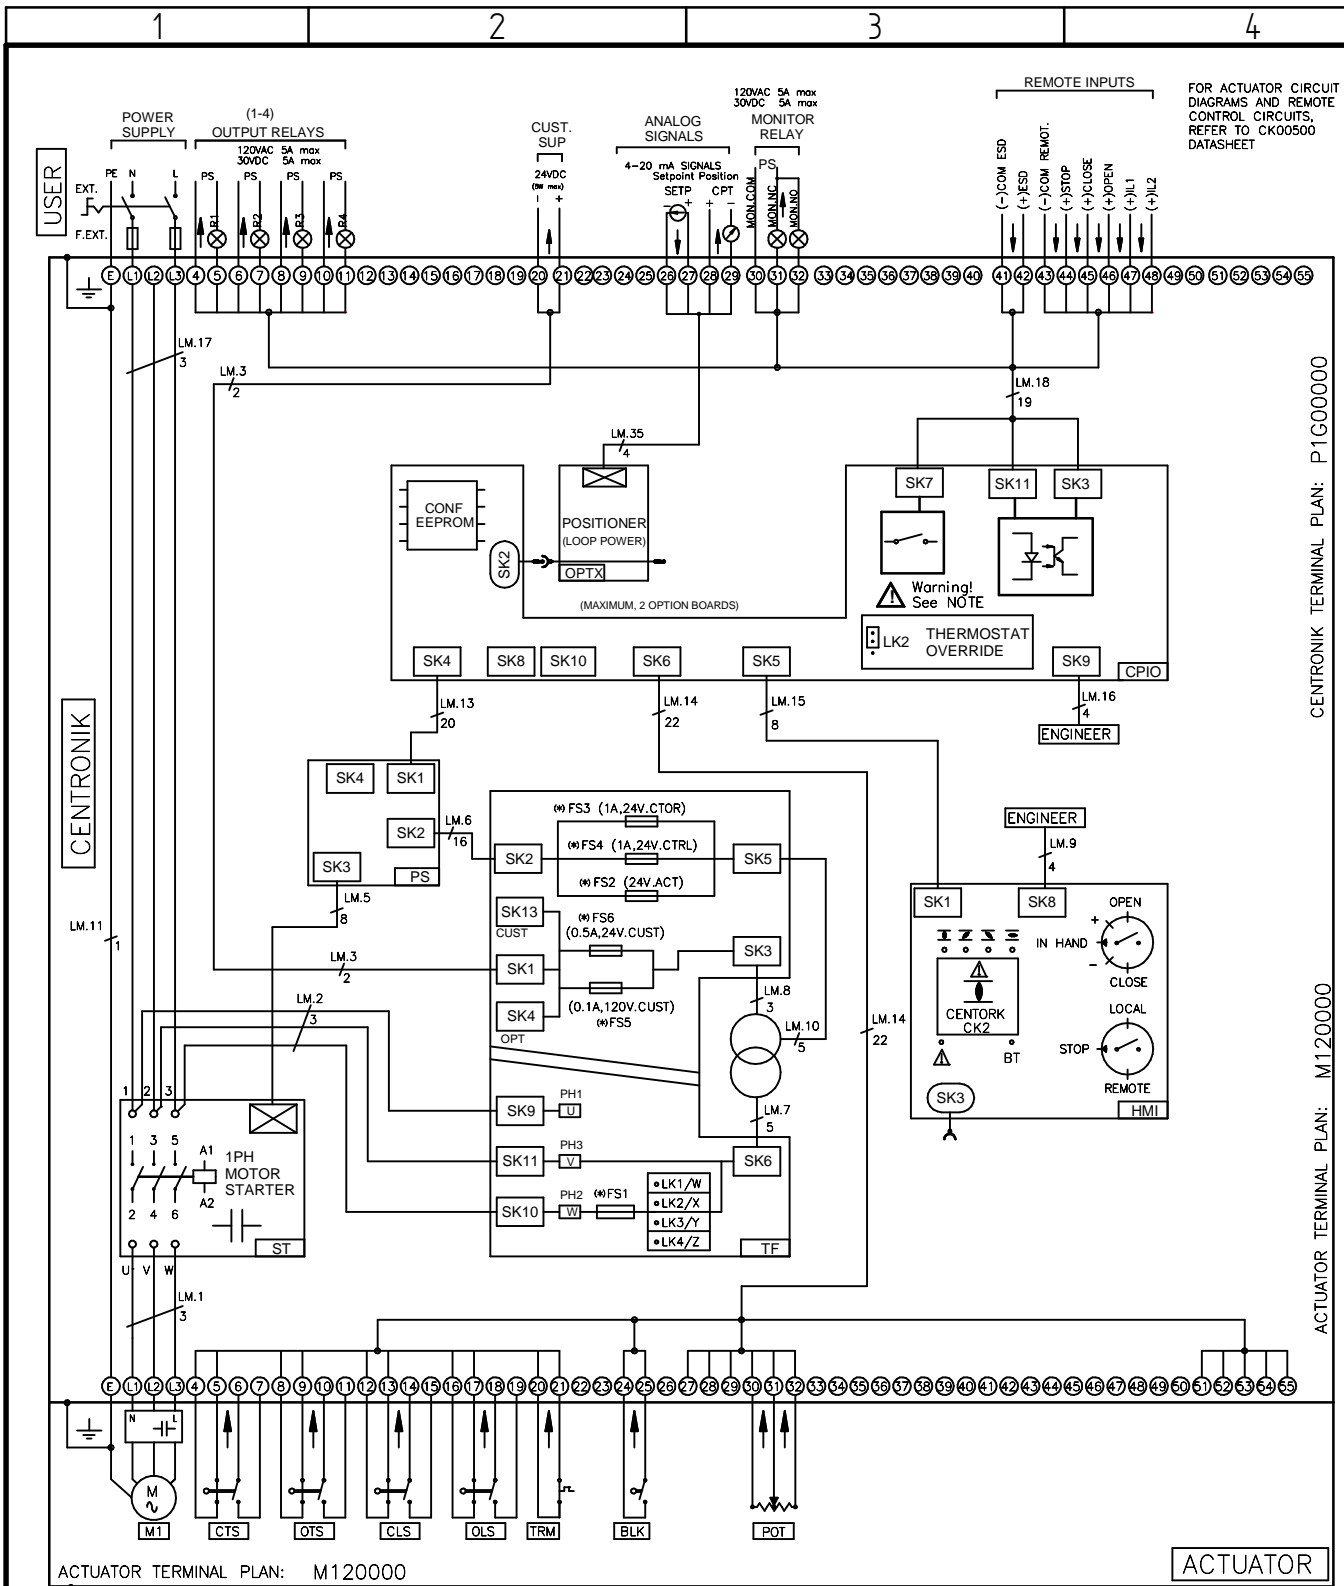 1 2 3 4
USER
EXT.
F.EXT.
POWER
SUPPLY
PE N L
(1-4)
OUTPUT RELAYS
120VAC 5A max
30VDC 5A max
PS PS PS PS
R1 R2 R3 R4
CUST.
SUP
24VDC
(5W max)
- +
ANALOG
SIGNALS
4-20 mA SIGNALS
Setpoint Position
SETP CPT
- + + -
120VAC 5A max
30VDC 5A max
MONITOR
RELAY
PS
MON.COM
MON.NC
MON.NO
REMOTE INPUTS
(-)COM ESD
(+)ESD
(-)COM REMOT.
(+)STOP
(+)CLOSE
(+)OPEN
(+)IL1
(+)IL2
FOR ACTUATOR CIRCUIT
DIAGRAMS AND REMOTE
CONTROL CIRCUITS,
REFER TO CK00500
DATASHEET
E L1 L2 L3 4 5 6 7 8 9 10 11 12 13 14 15 16 17 18 19 20 21 22 23 24 25 26 27 28 29 30 31 32 33 34 35 36 37 38 39 40 41 42 43 44 45 46 47 48 49 50 51 52 53 54 55
LM.17
3
LM.3
2
LM.18
19
LM.35
4
CENTRONIK TERMINAL PLAN: P1G00000
CONF
EEPROM
SK2
POSITIONER
(LOOP POWER)
OPTX
(MAXIMUM, 2 OPTION BOARDS)
SK7 SK11 SK3
Warning!
See NOTE
LK2
THERMOSTAT
OVERRIDE
SK4 SK8 SK10 SK6 SK5 SK9
CPIO
LM.13
20
LM.14
22
LM.15
8
LM.16
4
ENGINEER
CENTRONIK
SK4 SK1
SK2
SK3
PS
LM.6
16
LM.5
8
LM.11
1
LM.3
2
LM.2
3
(*)FS3 (1A,24V.CTOR)
(*)FS4 (1A,24V.CTRL)
(*)FS2 (24V.ACT)
SK2 SK5
SK13
CUST
(*)FS6
(0.5A,24V.CUST)
SK1 SK3
SK4
OPT
(0.1A,120V.CUST)
(*)FS5
LM.8
3
LM.10
5
LM.14
22
LM.7
5
SK9
PH1
U
SK11
PH3
V
SK6
SK10
PH2
W
(*)FS1
LK1/W
LK2/X
LK3/Y
LK4/Z
TF
ENGINEER
LM.9
4
SK1 SK8
OPEN
+
IN HAND
-
CLOSE
CENTORK
CK2
BT
LOCAL
STOP
REMOTE
SK3
HMI
ACTUATOR TERMINAL PLAN: M120000
1 2 3
1 3 5
A1
A2
2 4 6
1PH
MOTOR
STARTER
ST
U V W
LM.1
3
E L1 L2 L3 4 5 6 7 8 9 10 11 12 13 14 15 16 17 18 19 20 21 22 23 24 25 26 27 28 29 30 31 32 33 34 35 36 37 38 39 40 41 42 43 44 45 46 47 48 49 50 51 52 53 54 55
N L
M
M1 CTS OTS CLS OLS TRM BLK POT
ACTUATOR TERMINAL PLAN: M120000
ACTUATOR